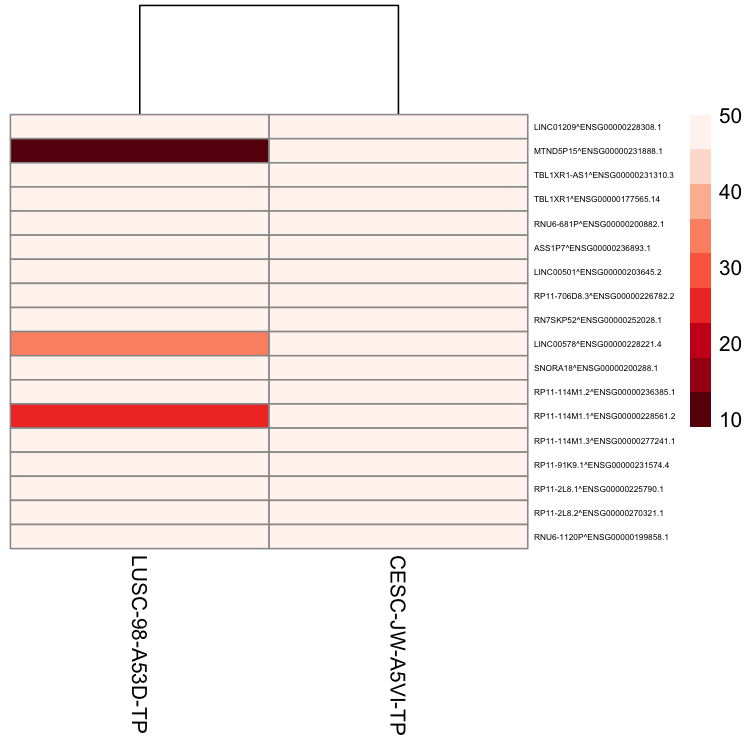 LINC01209^ENSG00000228308.1
MTND5P15^ENSG00000231888.1
TBL1XR1-AS1^ENSG00000231310.3
TBL1XR1^ENSG00000177565.14
RNU6-681P^ENSG00000200882.1
ASS1P7^ENSG00000236893.1
LINC00501^ENSG00000203645.2
RP11-706D8.3^ENSG00000226782.2
RN7SKP52^ENSG00000252028.1
LINC00578^ENSG00000228221.4
SNORA18^ENSG00000200288.1
RP11-114M1.2^ENSG00000236385.1
RP11-114M1.1^ENSG00000228561.2
RP11-114M1.3^ENSG00000277241.1
RP11-91K9.1^ENSG00000231574.4
RP11-2L8.1^ENSG00000225790.1
RP11-2L8.2^ENSG00000270321.1
RNU6-1120P^ENSG00000199858.1
50
40
30
20
10
LUSC-98-A53D-TP
CESC-JW-A5VI-TP